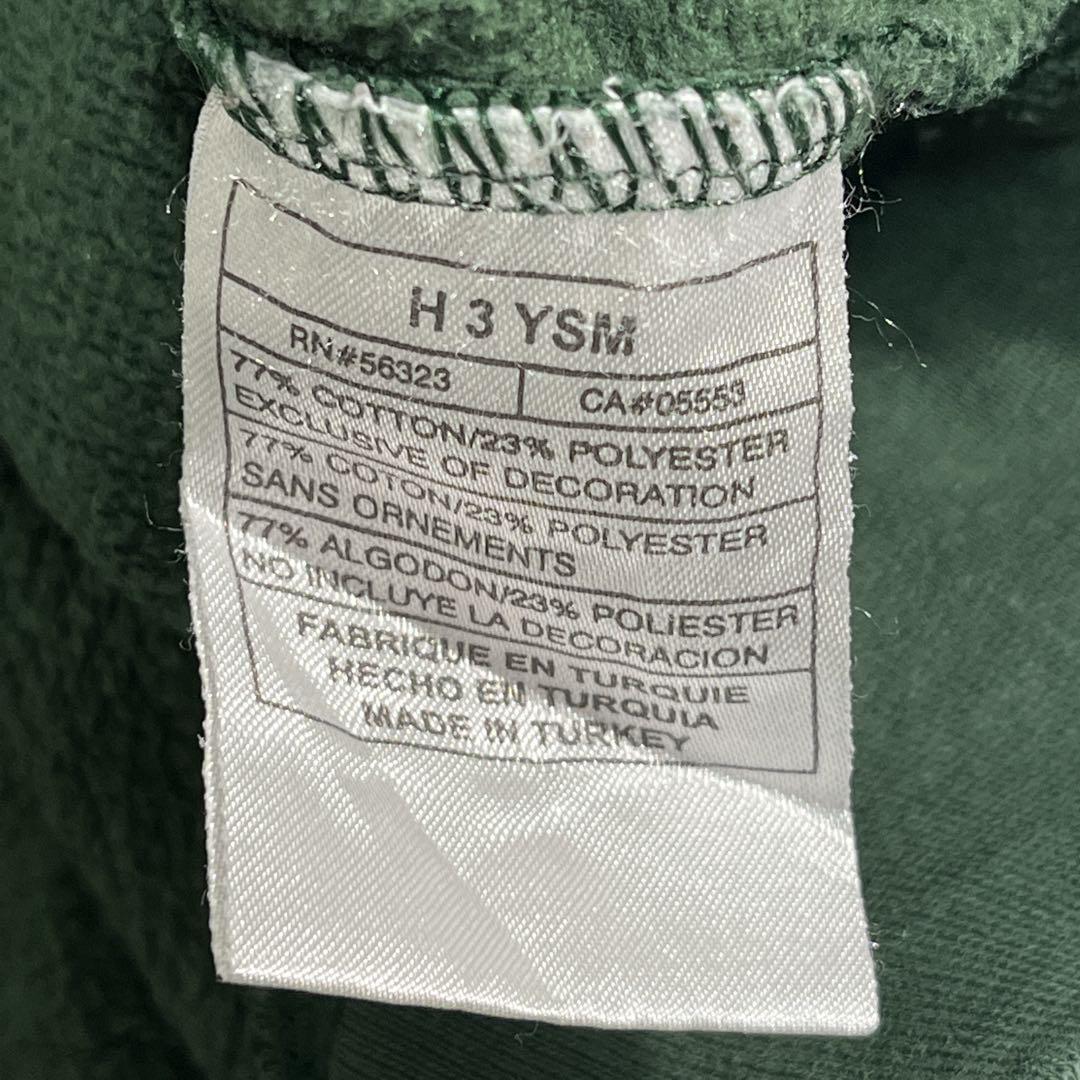 H 3 YSM
RN#56323
CA#05553
77% COTTON/23% POLYESTER
EXCLUSIVE OF DECORATION
77% COTON/23% POLYESTER
SANS ORNEMENTS
77% ALGODON/23% POLIESTER
NO INCLUYE LA DECORACION
FABRIQUE EN TURQUIE
HECHO EN TURQUIA
MADE IN TURKEY